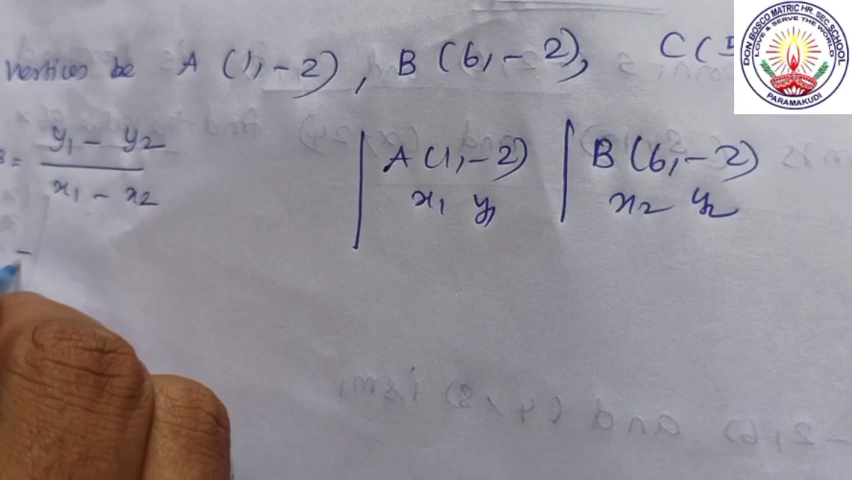 vertices be A (1, -2), B (6, -2), C (
= y1 - y2 / x1 - x2
A (1, -2) B (6, -2)
x1 y1 x2 y2
DON BOSCO MATRIC HR. SEC. SCHOOL
LOVE & SERVE THE WORLD
PARAMAKUDI